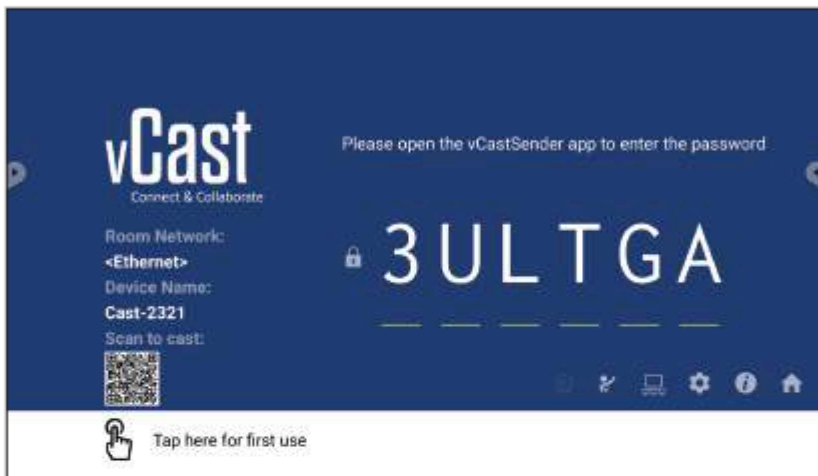 vCast
Connect & Collaborate
Room Network:
<Ethernet>
Device Name:
Cast-2321
Scan to cast:
Please open the vCastSender app to enter the password
3ULTGA
Tap here for first use